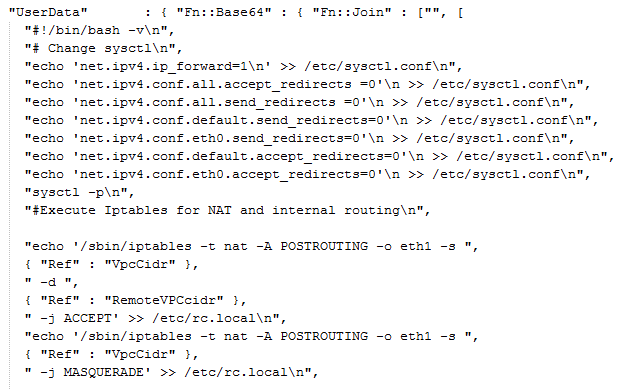 "UserData"       : { "Fn::Base64" : { "Fn::Join" : ["", [
"#!/bin/bash -v\n",
"# Change sysctl\n",
"echo 'net.ipv4.ip_forward=1\n' >> /etc/sysctl.conf\n",
"echo 'net.ipv4.conf.all.accept_redirects =0'\n >> /etc/sysctl.conf\n",
"echo 'net.ipv4.conf.all.send_redirects =0'\n >> /etc/sysctl.conf\n",
"echo 'net.ipv4.conf.default.send_redirects=0'\n >> /etc/sysctl.conf\n",
"echo 'net.ipv4.conf.eth0.send_redirects=0'\n >> /etc/sysctl.conf\n",
"echo 'net.ipv4.conf.default.accept_redirects=0'\n >> /etc/sysctl.conf\n",
"echo 'net.ipv4.conf.eth0.accept_redirects=0'\n >> /etc/sysctl.conf\n",
"sysctl -p\n",
"#Execute Iptables for NAT and internal routing\n",
"echo '/sbin/iptables -t nat -A POSTROUTING -o eth1 -s ",
{ "Ref" : "VpcCidr" },
" -d ",
{ "Ref" : "RemoteVPCcidr" },
" -j ACCEPT' >> /etc/rc.local\n",
"echo '/sbin/iptables -t nat -A POSTROUTING -o eth1 -s ",
{ "Ref" : "VpcCidr" },
" -j MASQUERADE' >> /etc/rc.local\n",